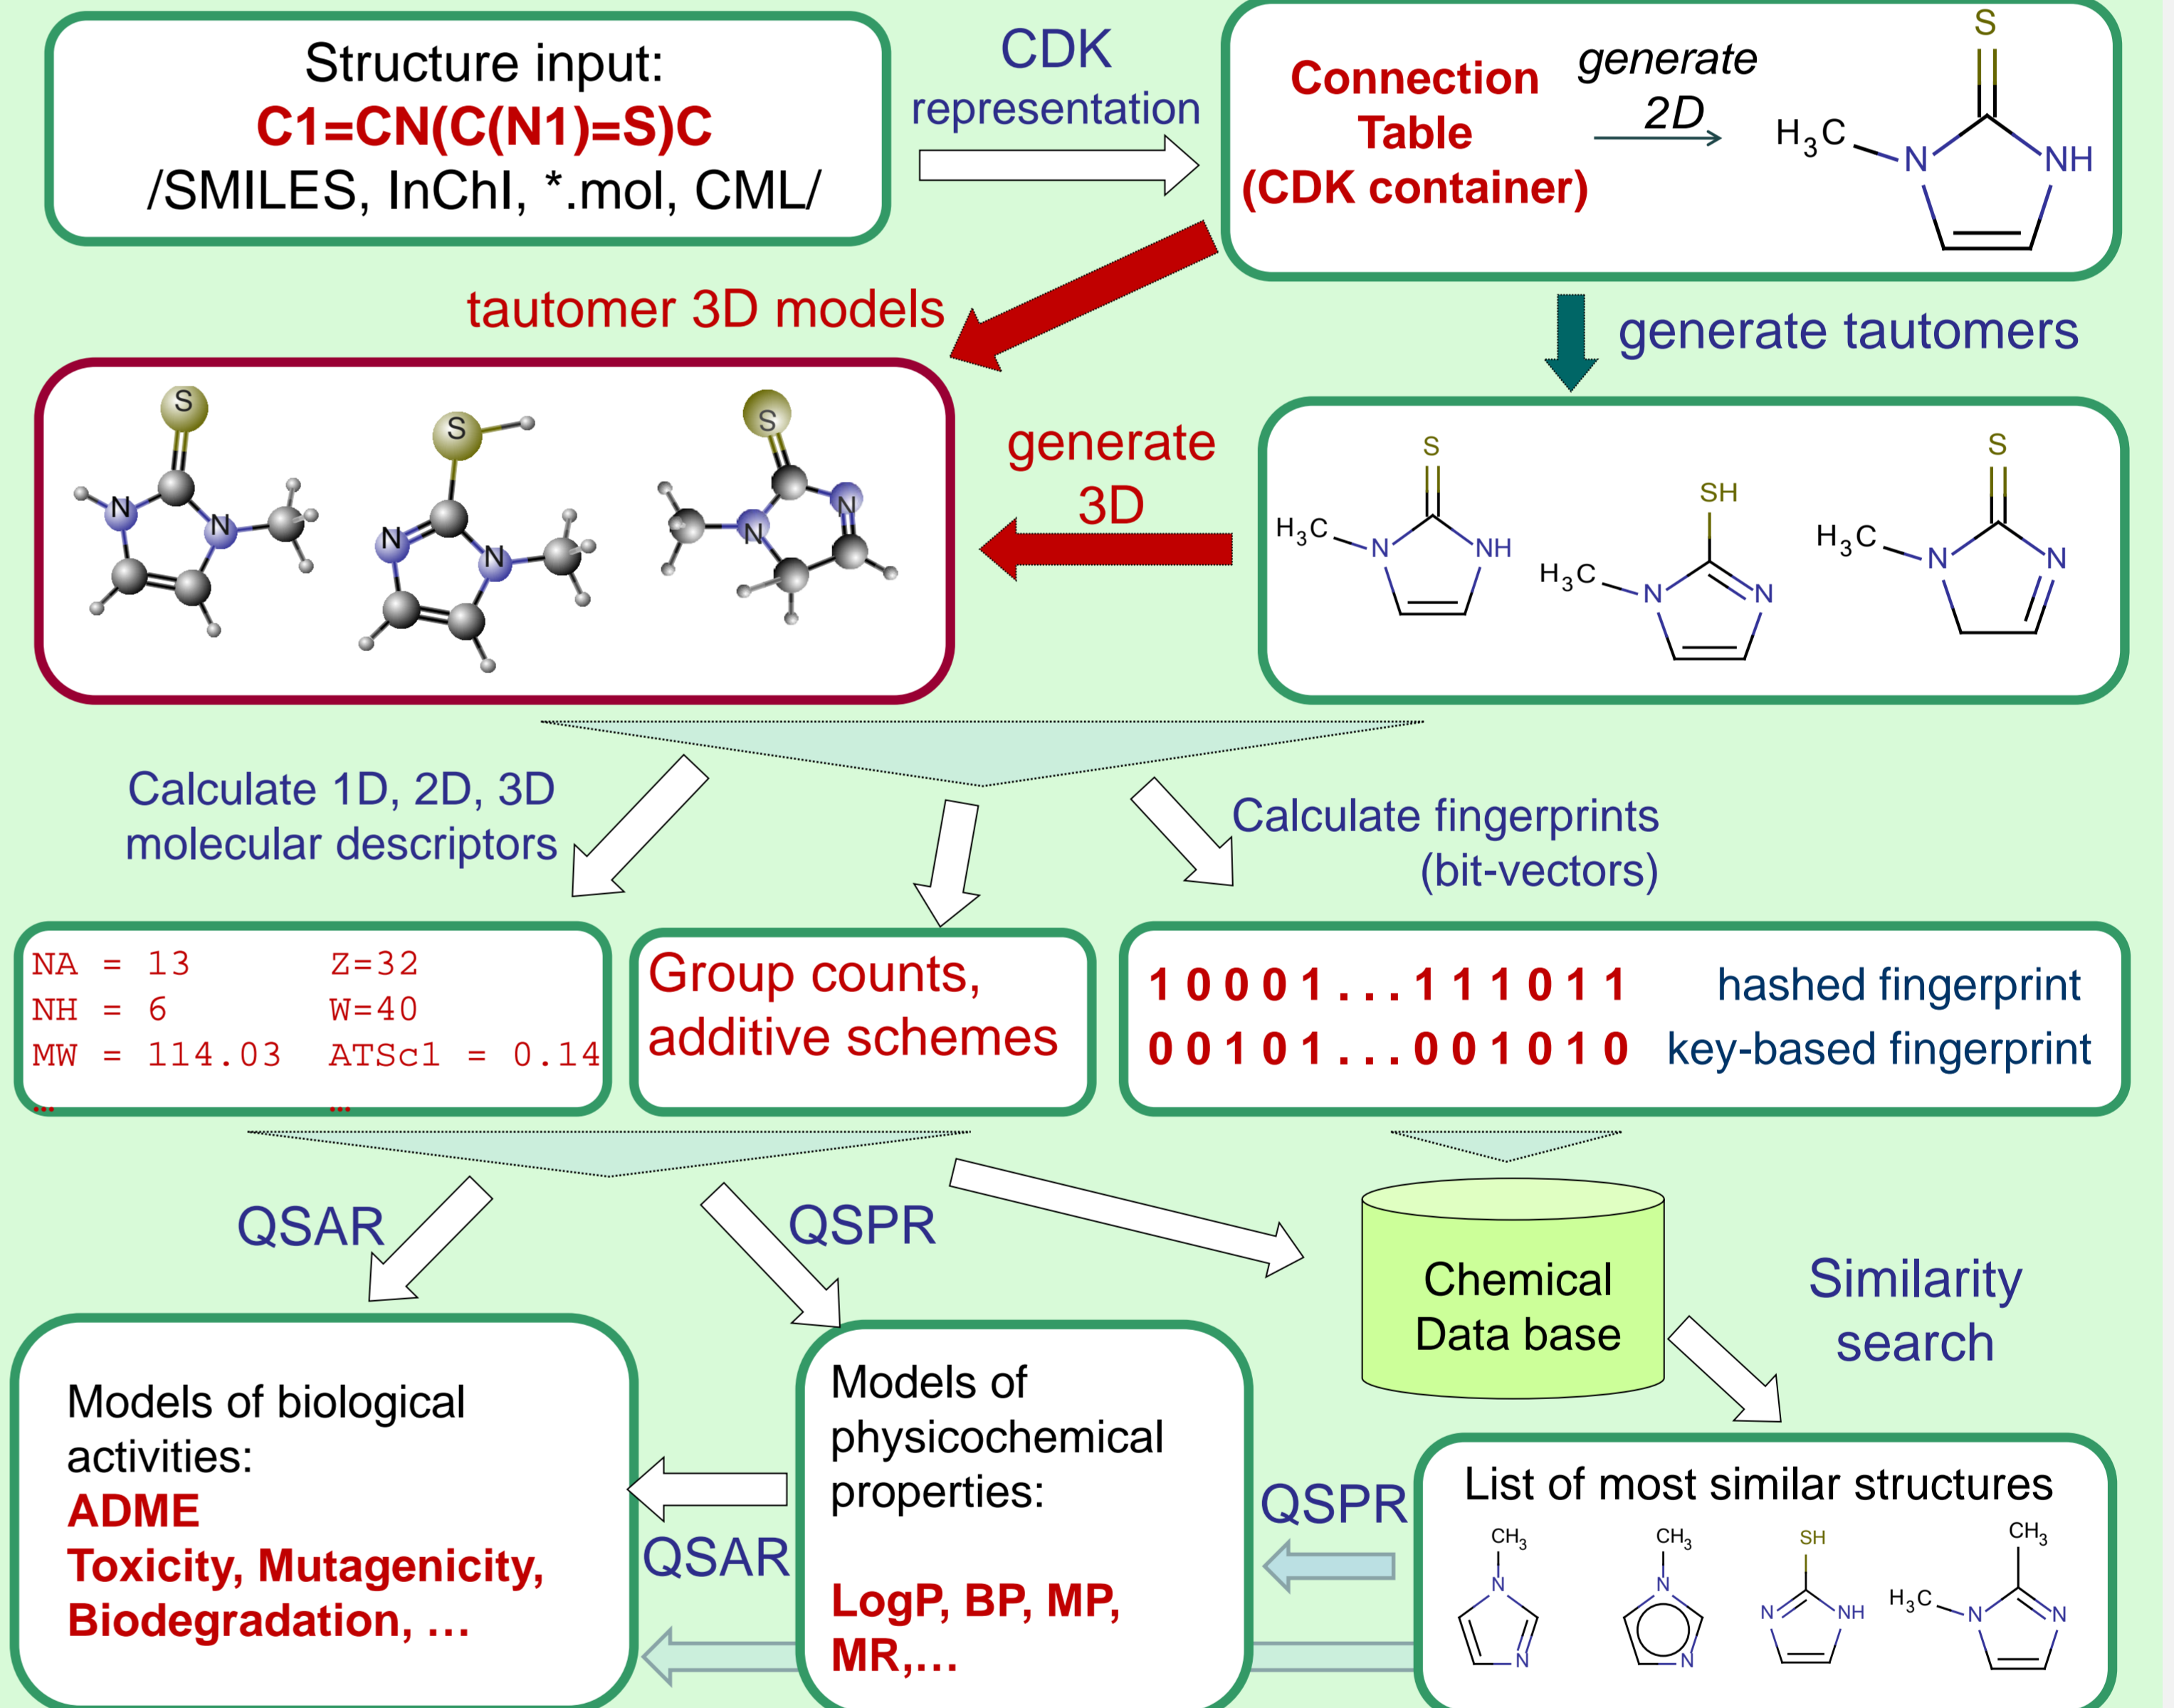 Structure input:
C1=CN(C(N1)=S)C
/SMILES, InChI, *.mol, CML/
CDK
representation
Connection
Table
(CDK container)
generate
2D
S
H3C
N
NH
tautomer 3D models
generate tautomers
S
N
N
S
N
N
S
N
N
generate
3D
S
H3C
N
NH
SH
H3C
N
N
S
H3C
N
N
Calculate 1D, 2D, 3D
molecular descriptors
Calculate fingerprints
(bit-vectors)
NA = 13 Z=32
NH = 6 W=40
MW = 114.03 ATSc1 = 0.14
... ...
Group counts,
additive schemes
1 0 0 0 1 . . . 1 1 1 0 1 1 hashed fingerprint
0 0 1 0 1 . . . 0 0 1 0 1 0 key-based fingerprint
QSAR
QSPR
Chemical
Data base
Similarity
search
Models of biological
activities:
ADME
Toxicity, Mutagenicity,
Biodegradation, ...
QSAR
Models of
physicochemical
properties:
LogP, BP, MP,
MR,...
QSPR
List of most similar structures
CH3
N
N
CH3
N
N
SH
N
NH
CH3
H3C
N
N